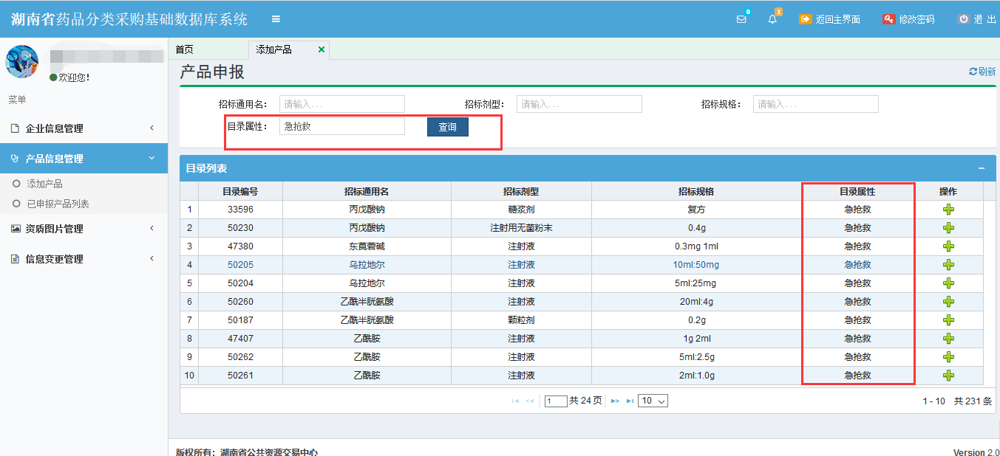 湖南省药品分类采购基础数据库系统 0 1 返回主界面 修改密码 退 出
欢迎您!
菜单
企业信息管理
产品信息管理
添加产品
已申报产品列表
资质图片管理
信息变更管理
首页 添加产品
产品申报 刷新
招标通用名: 请输入... 招标剂型: 请输入... 招标规格: 请输入...
目录属性: 急抢救 查询
目录列表
目录编号 招标通用名 招标剂型 招标规格 目录属性 操作
1 33596 丙戊酸钠 糖浆剂 复方 急抢救
2 50230 丙戊酸钠 注射用无菌粉末 0.4g 急抢救
3 47380 东莨菪碱 注射液 0.3mg 1ml 急抢救
4 50205 乌拉地尔 注射液 10ml:50mg 急抢救
5 50204 乌拉地尔 注射液 5ml:25mg 急抢救
6 50260 乙酰半胱氨酸 注射液 20ml:4g 急抢救
7 50187 乙酰半胱氨酸 颗粒剂 0.2g 急抢救
8 47407 乙酰胺 注射液 1g 2ml 急抢救
9 50262 乙酰胺 注射液 5ml:2.5g 急抢救
10 50261 乙酰胺 注射液 2ml:1.0g 急抢救
1 共 24 页 10 1 - 10 共 231 条
版权所有: 湖南省公共资源交易中心 Version 2.0